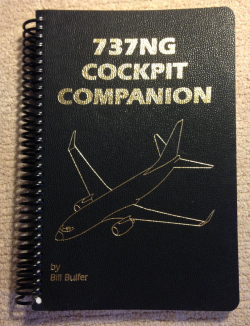 737NG
COCKPIT
COMPANION
by
Bill Bulfer